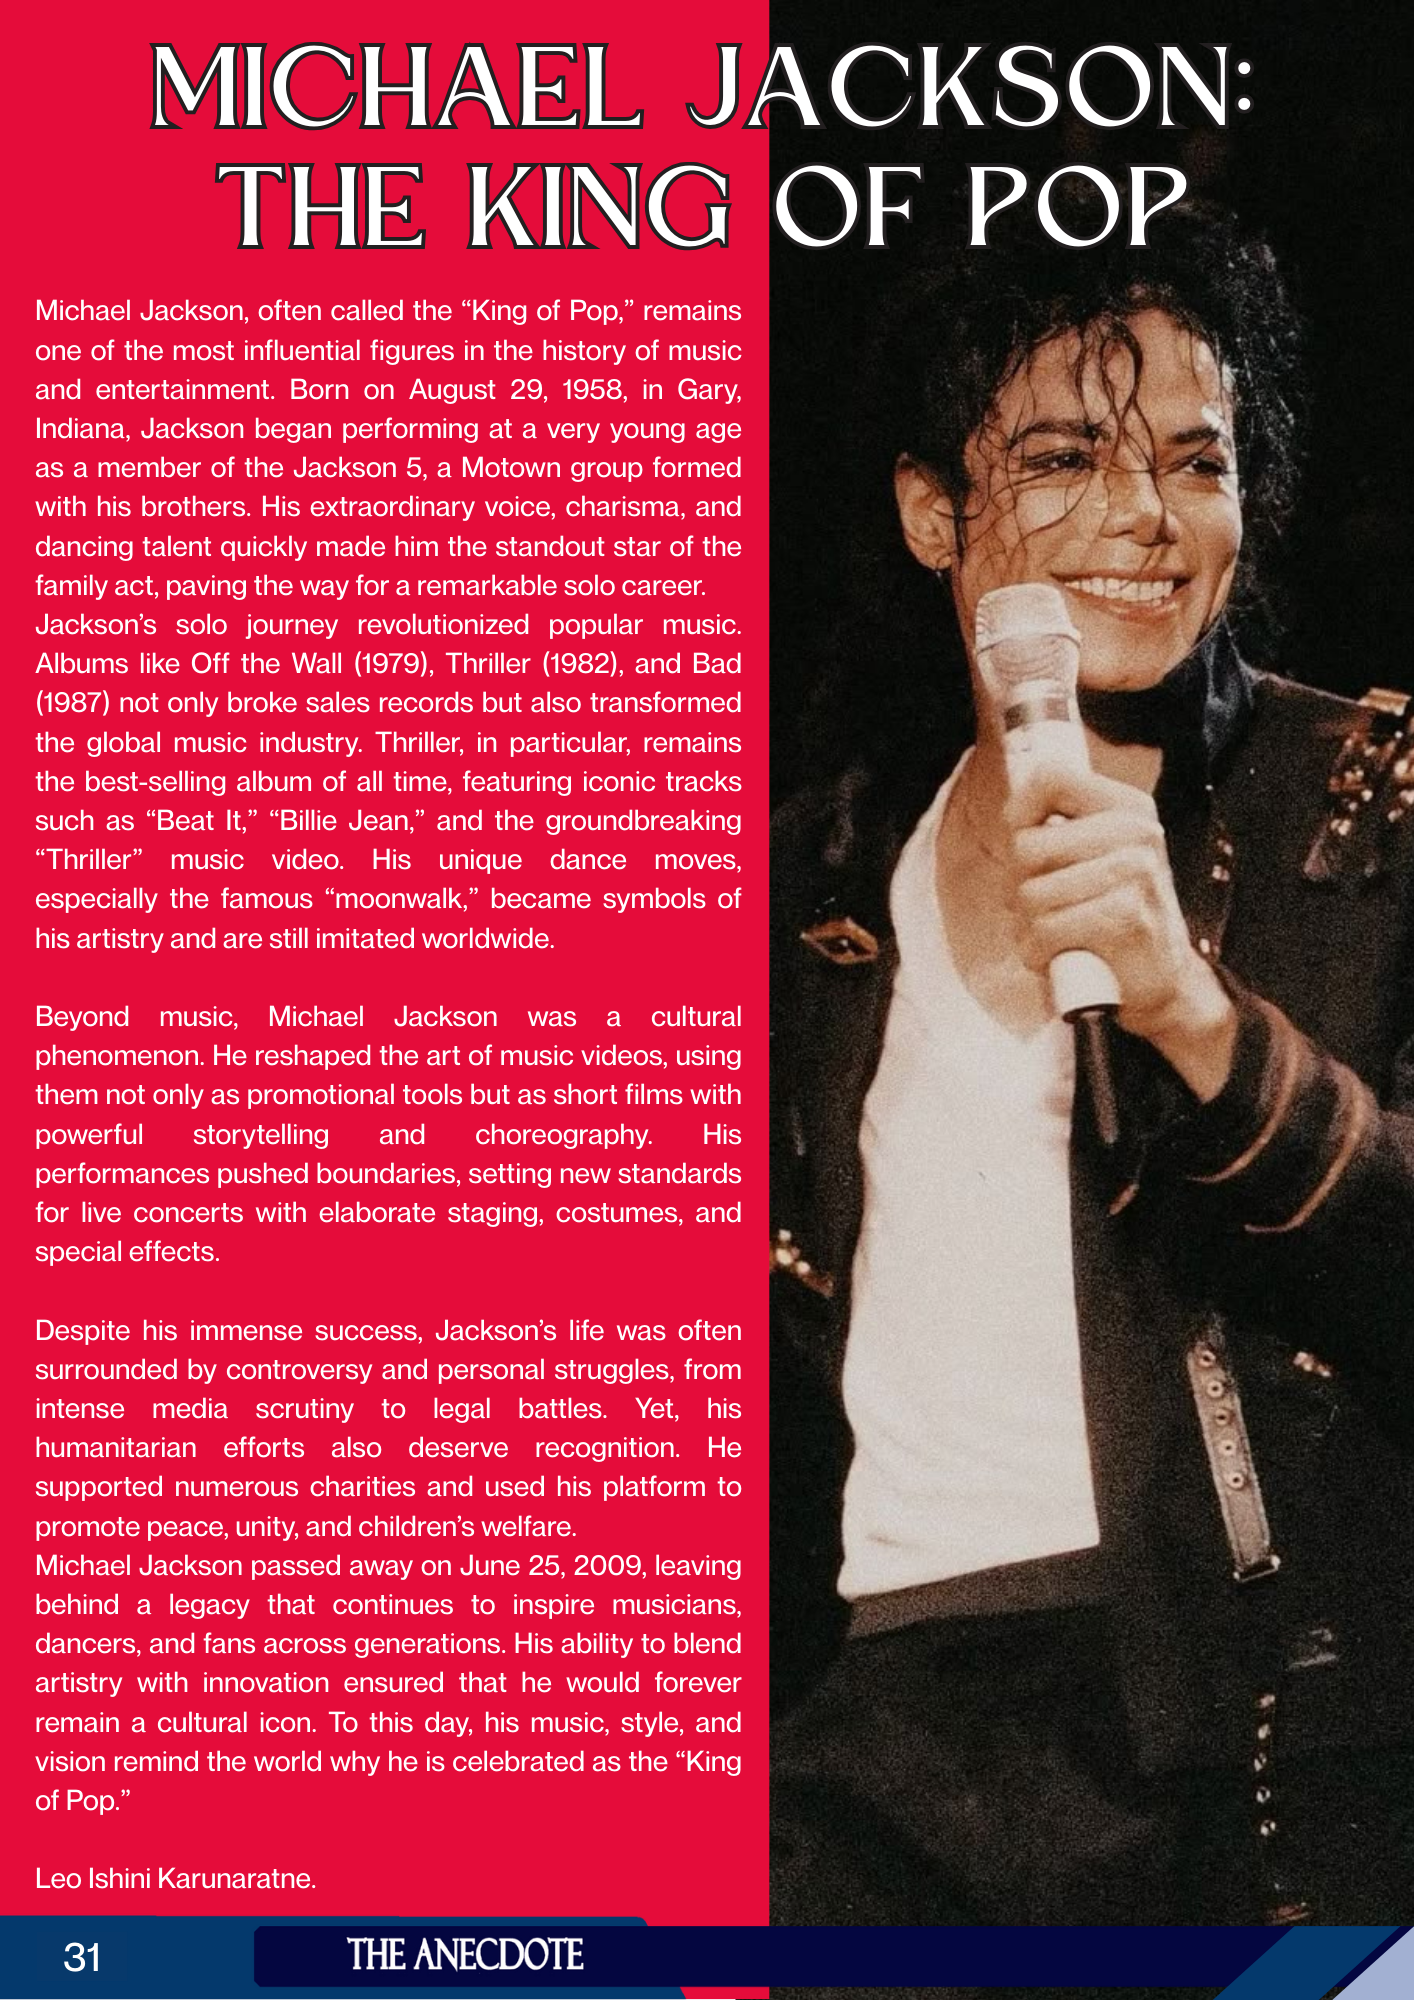 MICHAEL JACKSON:
THE KING OF POP
Michael Jackson, often called the “King of Pop,” remains
one of the most influential figures in the history of music
and entertainment. Born on August 29, 1958, in Gary,
Indiana, Jackson began performing at a very young age
as a member of the Jackson 5, a Motown group formed
with his brothers. His extraordinary voice, charisma, and
dancing talent quickly made him the standout star of the
family act, paving the way for a remarkable solo career.
Jackson’s solo journey revolutionized popular music.
Albums like Off the Wall (1979), Thriller (1982), and Bad
(1987) not only broke sales records but also transformed
the global music industry. Thriller, in particular, remains
the best-selling album of all time, featuring iconic tracks
such as “Beat It,” “Billie Jean,” and the groundbreaking
“Thriller” music video. His unique dance moves,
especially the famous “moonwalk,” became symbols of
his artistry and are still imitated worldwide.
Beyond music, Michael Jackson was a cultural
phenomenon. He reshaped the art of music videos, using
them not only as promotional tools but as short films with
powerful storytelling and choreography. His
performances pushed boundaries, setting new standards
for live concerts with elaborate staging, costumes, and
special effects.
Despite his immense success, Jackson’s life was often
surrounded by controversy and personal struggles, from
intense media scrutiny to legal battles. Yet, his
humanitarian efforts also deserve recognition. He
supported numerous charities and used his platform to
promote peace, unity, and children’s welfare.
Michael Jackson passed away on June 25, 2009, leaving
behind a legacy that continues to inspire musicians,
dancers, and fans across generations. His ability to blend
artistry with innovation ensured that he would forever
remain a cultural icon. To this day, his music, style, and
vision remind the world why he is celebrated as the “King
of Pop.”
Leo Ishini Karunaratne.
31
THE ANECDOTE